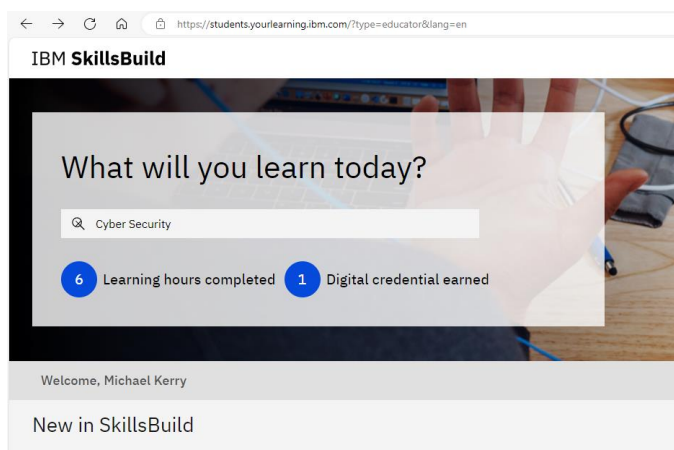 https://students.yourlearning.ibm.com/?type=educator&lang=en
IBM SkillsBuild
What will you learn today?
Cyber Security
6 Learning hours completed 1 Digital credential earned
Welcome, Michael Kerry
New in SkillsBuild